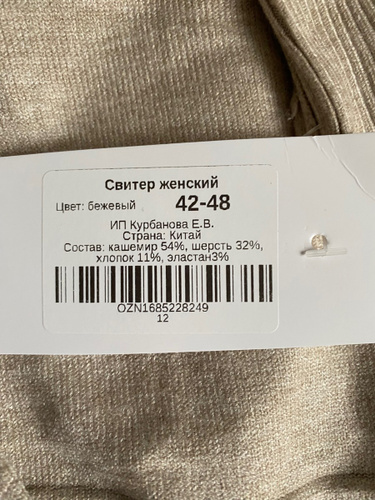 Свитер женский
Цвет: бежевый 42-48
ИП Курбанова Е.В.
Страна: Китай
Состав: кашемир 54%, шерсть 32%,
хлопок 11%, эластан3%
OZN1685228249
12